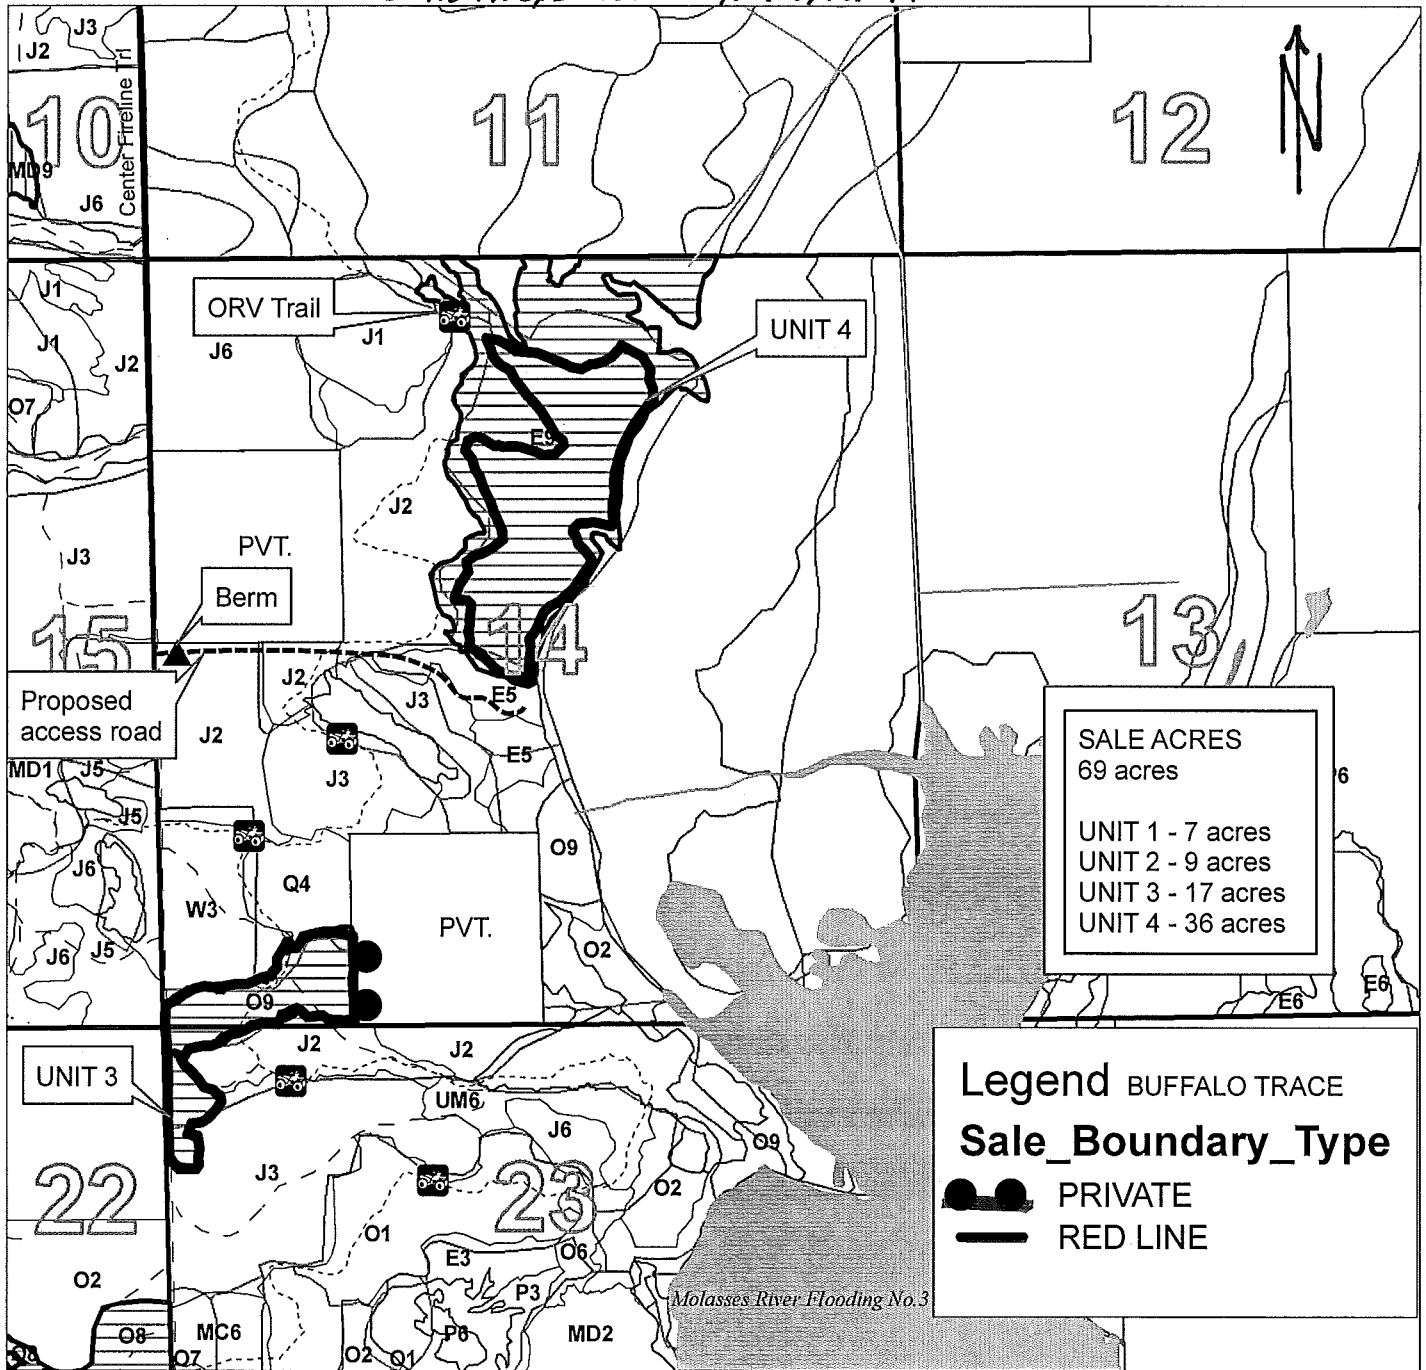 J3
J2
10
Center Fireline Trl
11
12
N
MD9
J6
J1
ORV Trail
J1
J1
J2
J6
UNIT 4
O7
E9
J2
J3
PVT.
Berm
15
14
13
Proposed
access road
J2
J3
E5
J2
E5
MD1
J5
J3
J5
SALE ACRES
69 acres
UNIT 1 - 7 acres
UNIT 2 - 9 acres
UNIT 3 - 17 acres
UNIT 4 - 36 acres
O9
J6
Q4
W3
PVT.
J6
J5
O2
O9
E6
E6
J2
J2
UNIT 3
UM6
J6
O9
Legend BUFFALO TRACE
Sale_Boundary_Type
PRIVATE
RED LINE
22
J3
23
O2
O1
E3
O6
O2
P3
Molasses River Flooding No.3
O8
MC6
P6
MD2
O7
O2
Q1